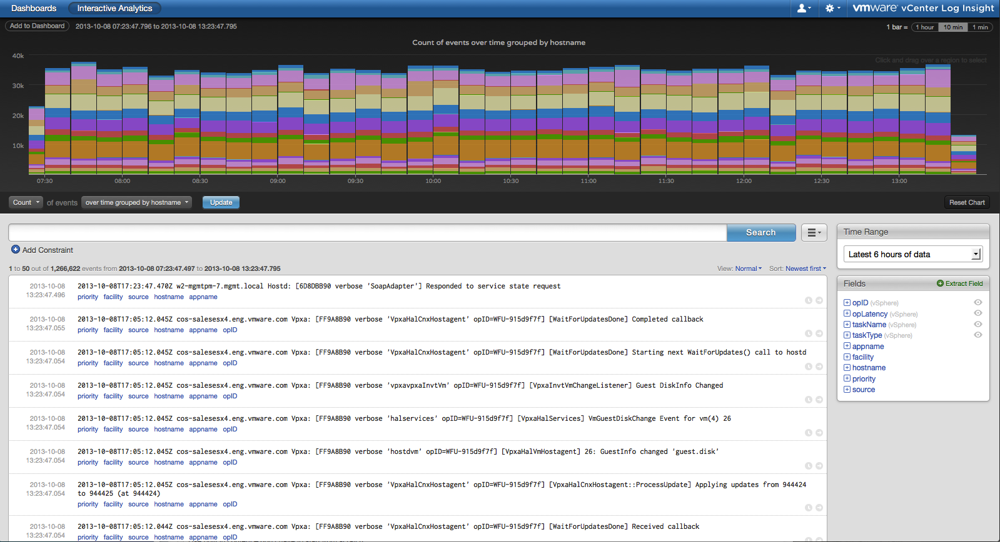 Dashboards Interactive Analytics vmware vCenter Log Insight
Add to Dashboard 2013-10-08 07:23:47.796 to 2013-10-08 13:23:47.795 1 bar = 1 hour 10 min 1 min
Count of events over time grouped by hostname
Click and drag over a region to select
40k
30k
20k
10k
07:30 08:00 08:30 09:00 09:30 10:00 10:30 11:00 11:30 12:00 12:30 13:00
Count of events over time grouped by hostname Update Reset Chart
Search
Add Constraint
1 to 50 out of 1,266,622 events from 2013-10-08 07:23:47.497 to 2013-10-08 13:23:47.795 View: Normal Sort: Newest first
2013-10-08 13:23:47.496
2013-10-08T17:23:47.470Z w2-mgmtpm-7.mgmt.local Hostd: [6D8DBB90 verbose 'SoapAdapter'] Responded to service state request
priority facility source hostname appname
2013-10-08 13:23:47.055
2013-10-08T17:05:12.045Z cos-salesesx4.eng.vmware.com Vpxa: [FF9A8B90 verbose 'VpxaHalCnxHostagent' opID=WFU-915d9f7f] [WaitForUpdatesDone] Completed callback
priority facility source hostname appname opID
2013-10-08 13:23:47.054
2013-10-08T17:05:12.045Z cos-salesesx4.eng.vmware.com Vpxa: [FF9A8B90 verbose 'VpxaHalCnxHostagent' opID=WFU-915d9f7f] [WaitForUpdatesDone] Starting next WaitForUpdates() call to hostd
priority facility source hostname appname opID
2013-10-08 13:23:47.054
2013-10-08T17:05:12.045Z cos-salesesx4.eng.vmware.com Vpxa: [FF9A8B90 verbose 'vpxavpxaInvtVm' opID=WFU-915d9f7f] [VpxaInvtVmChangeListener] Guest DiskInfo Changed
priority facility source hostname appname opID
2013-10-08 13:23:47.054
2013-10-08T17:05:12.045Z cos-salesesx4.eng.vmware.com Vpxa: [FF9A8B90 verbose 'halservices' opID=WFU-915d9f7f] [VpxaHalServices] VmGuestDiskChange Event for vm(4) 26
priority facility source hostname appname opID
2013-10-08 13:23:47.054
2013-10-08T17:05:12.045Z cos-salesesx4.eng.vmware.com Vpxa: [FF9A8B90 verbose 'hostdvm' opID=WFU-915d9f7f] [VpxaHalVmHostagent] 26: GuestInfo changed 'guest.disk'
priority facility source hostname appname opID
2013-10-08 13:23:47.054
2013-10-08T17:05:12.045Z cos-salesesx4.eng.vmware.com Vpxa: [FF9A8B90 verbose 'VpxaHalCnxHostagent' opID=WFU-915d9f7f] [VpxaHalCnxHostagent::ProcessUpdate] Applying updates from 944424
to 944425 (at 944424)
priority facility source hostname appname opID
2013-10-08 13:23:47.054
2013-10-08T17:05:12.044Z cos-salesesx4.eng.vmware.com Vpxa: [FF9A8B90 verbose 'VpxaHalCnxHostagent' opID=WFU-915d9f7f] [WaitForUpdatesDone] Received callback
priority facility source hostname appname opID
Time Range
Latest 6 hours of data
Fields Extract Field
opID (vSphere)
opLatency (vSphere)
taskName (vSphere)
taskType (vSphere)
appname
facility
hostname
priority
source